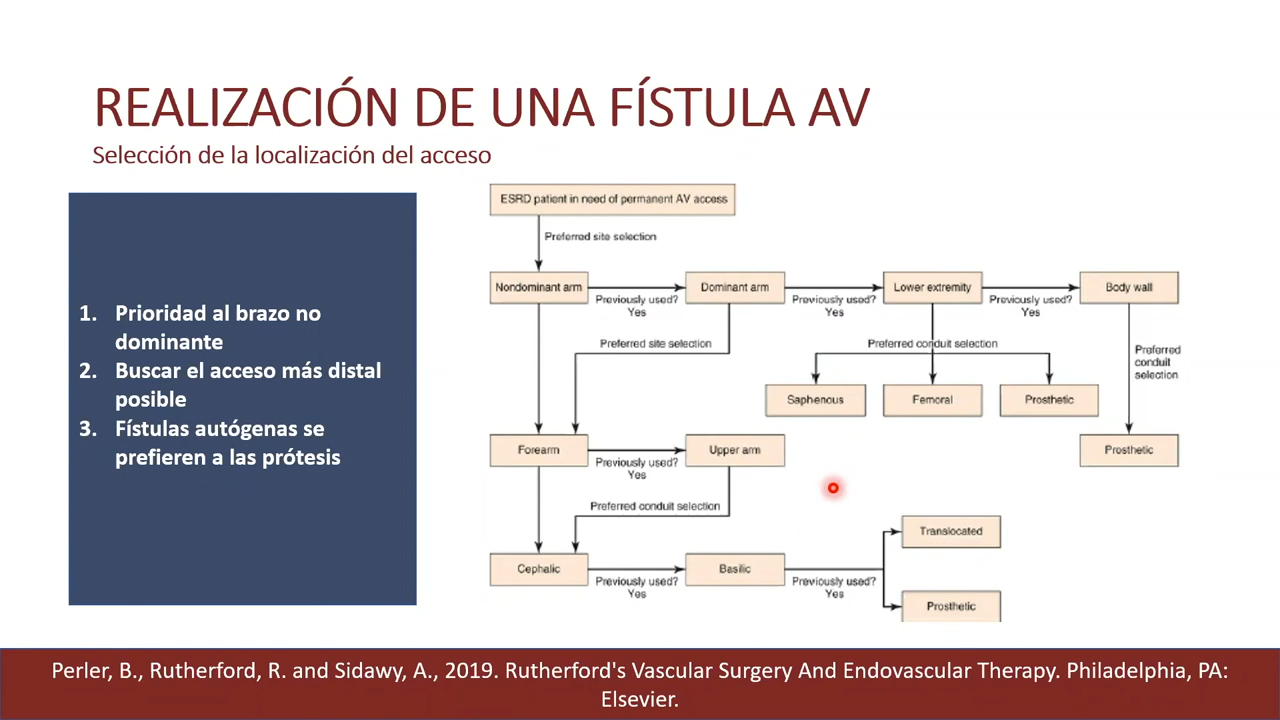 REALIZACIÓN DE UNA FÍSTULA AV
Selección de la localización del acceso
1. Prioridad al brazo no
dominante
2. Buscar el acceso más distal
posible
3. Fístulas autógenas se
prefieren a las prótesis
ESRD patient in need of permanent AV access
Preferred site selection
Nondominant arm
Previously used?
Yes
Dominant arm
Previously used?
Yes
Lower extremity
Previously used?
Yes
Body wall
Preferred site selection
Preferred conduit selection
Preferred
conduit
selection
Saphenous
Femoral
Prosthetic
Forearm
Previously used?
Yes
Upper arm
Prosthetic
Preferred conduit selection
Cephalic
Previously used?
Yes
Basilic
Previously used?
Yes
Translocated
Prosthetic
Perler, B., Rutherford, R. and Sidawy, A., 2019. Rutherford's Vascular Surgery And Endovascular Therapy. Philadelphia, PA:
Elsevier.